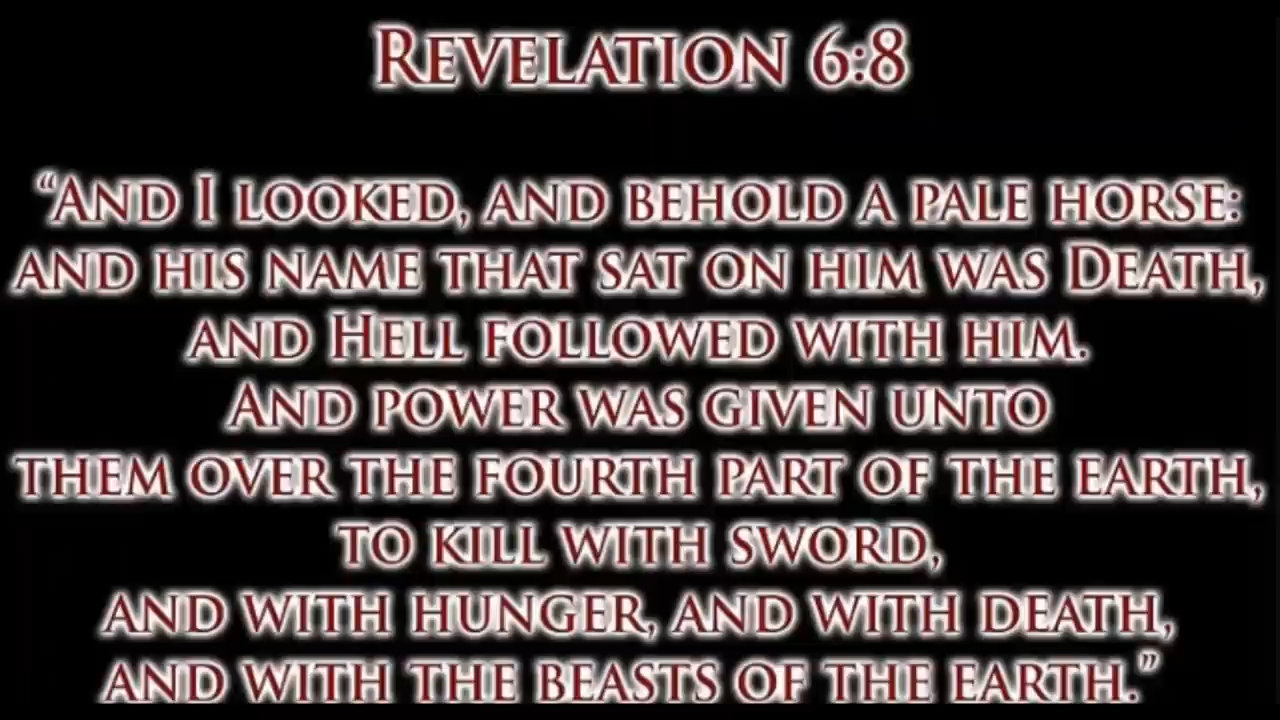 Revelation 6:8
“And I looked, and behold a pale horse:
and his name that sat on him was Death,
and Hell followed with him.
And power was given unto
them over the fourth part of the earth,
to kill with sword,
and with hunger, and with death,
and with the beasts of the earth.”